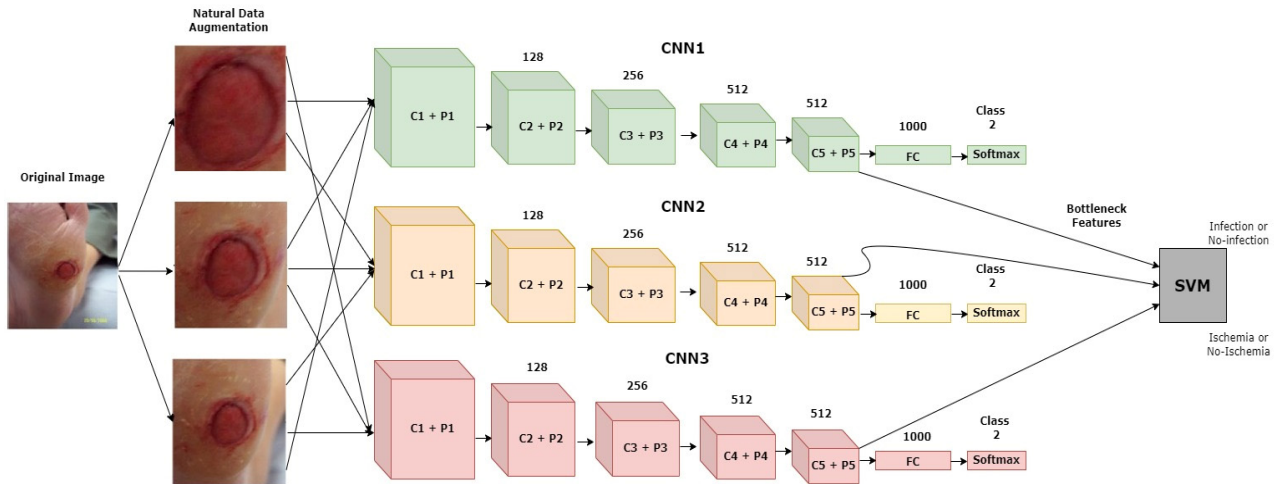 Natural Data
Augmentation
Original Image
CNN1
128
256
512
512
1000
Class
2
C1 + P1
C2 + P2
C3 + P3
C4 + P4
C5 + P5
FC
Softmax
CNN2
128
256
512
512
1000
Class
2
C1 + P1
C2 + P2
C3 + P3
C4 + P4
C5 + P5
FC
Softmax
CNN3
128
256
512
512
1000
Class
2
C1 + P1
C2 + P2
C3 + P3
C4 + P4
C5 + P5
FC
Softmax
Bottleneck
Features
Infection or
No-infection
SVM
Ischemia or
No-Ischemia